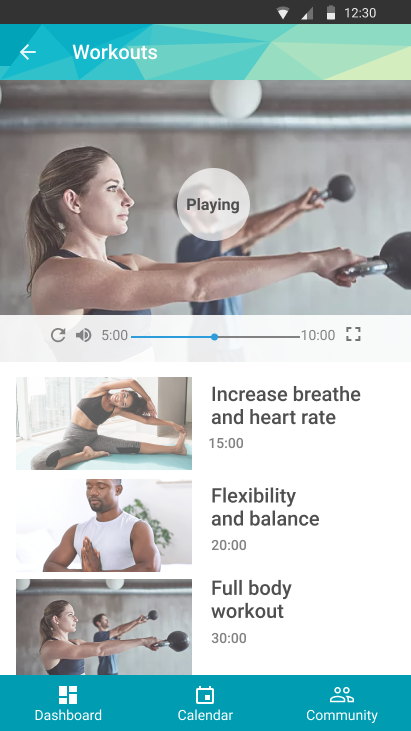 12:30
Workouts
Playing
5:00 10:00
Increase breathe
and heart rate
15:00
Flexibility
and balance
20:00
Full body
workout
30:00
Dashboard Calendar Community